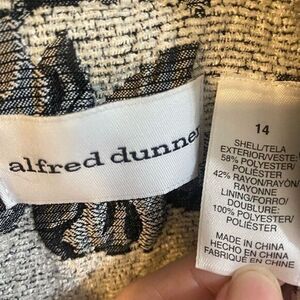 alfred dunner
14
SHELL/TELA
EXTERIOR/VESTE:
58% POLYESTER/
POLIÉSTER
42% RAYON/RAYÓN/
RAYONNE
LINING/FORRO/
DOUBLURE:
100% POLYESTER/
POLIÉSTER
MADE IN CHINA
HECHO EN CHINA
FABRIQUÉ EN CHINE